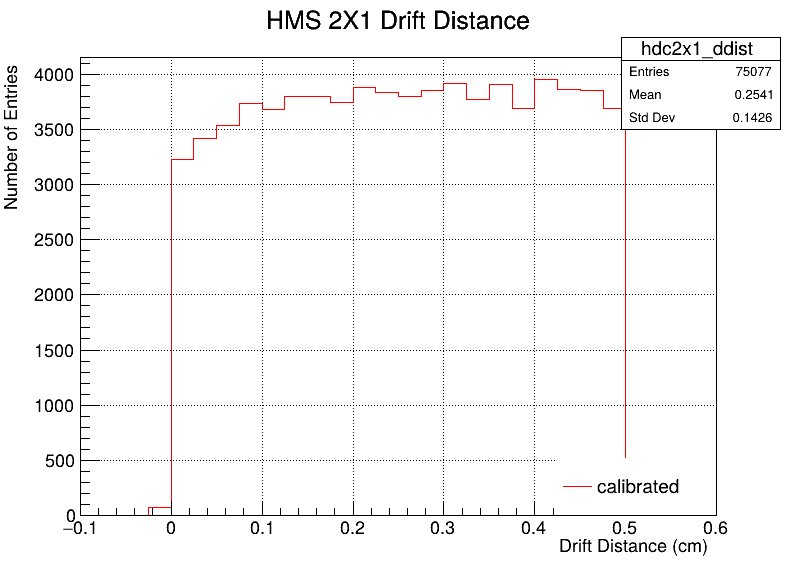 HMS 2X1 Drift Distance
hdc2x1_ddist
Entries 75077
Mean 0.2541
Std Dev 0.1426
Number of Entries
4000
3500
3000
2500
2000
1500
1000
500
0
−0.1 0 0.1 0.2 0.3 0.4 0.5 0.6
Drift Distance (cm)
calibrated